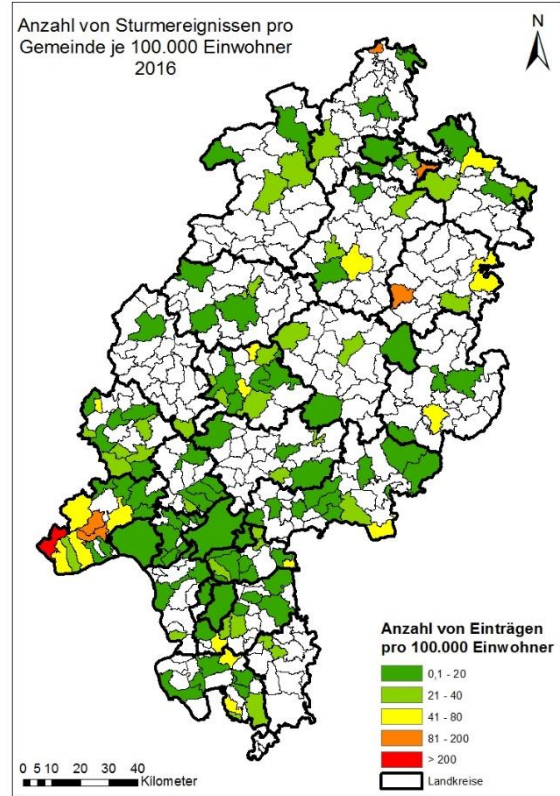 Anzahl von Sturmereignissen pro
Gemeinde je 100.000 Einwohner
2016
N
Anzahl von Einträgen
pro 100.000 Einwohner
0,1 - 20
21 - 40
41 - 80
81 - 200
> 200
Landkreise
0 5 10 20 30 40
Kilometer